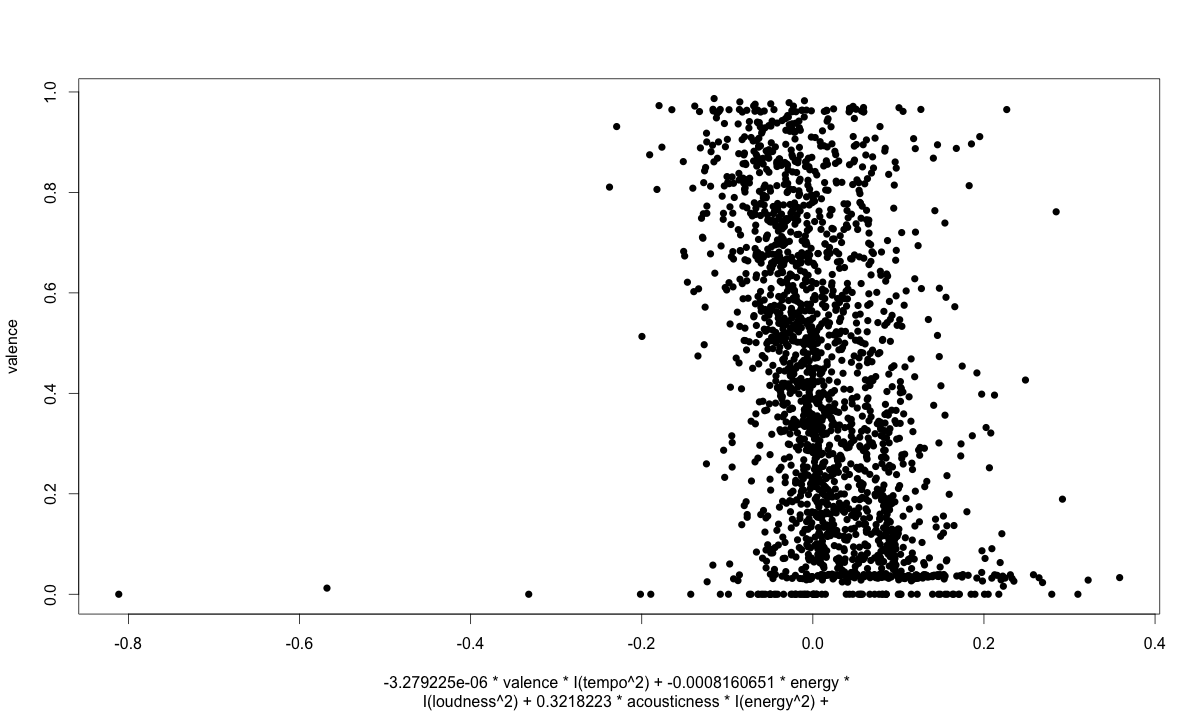 valence
1.0
0.8
0.6
0.4
0.2
0.0
-0.8 -0.6 -0.4 -0.2 0.0 0.2 0.4
-3.279225e-06 * valence * I(tempo^2) + -0.0008160651 * energy *
I(loudness^2) + 0.3218223 * acousticness * I(energy^2) +